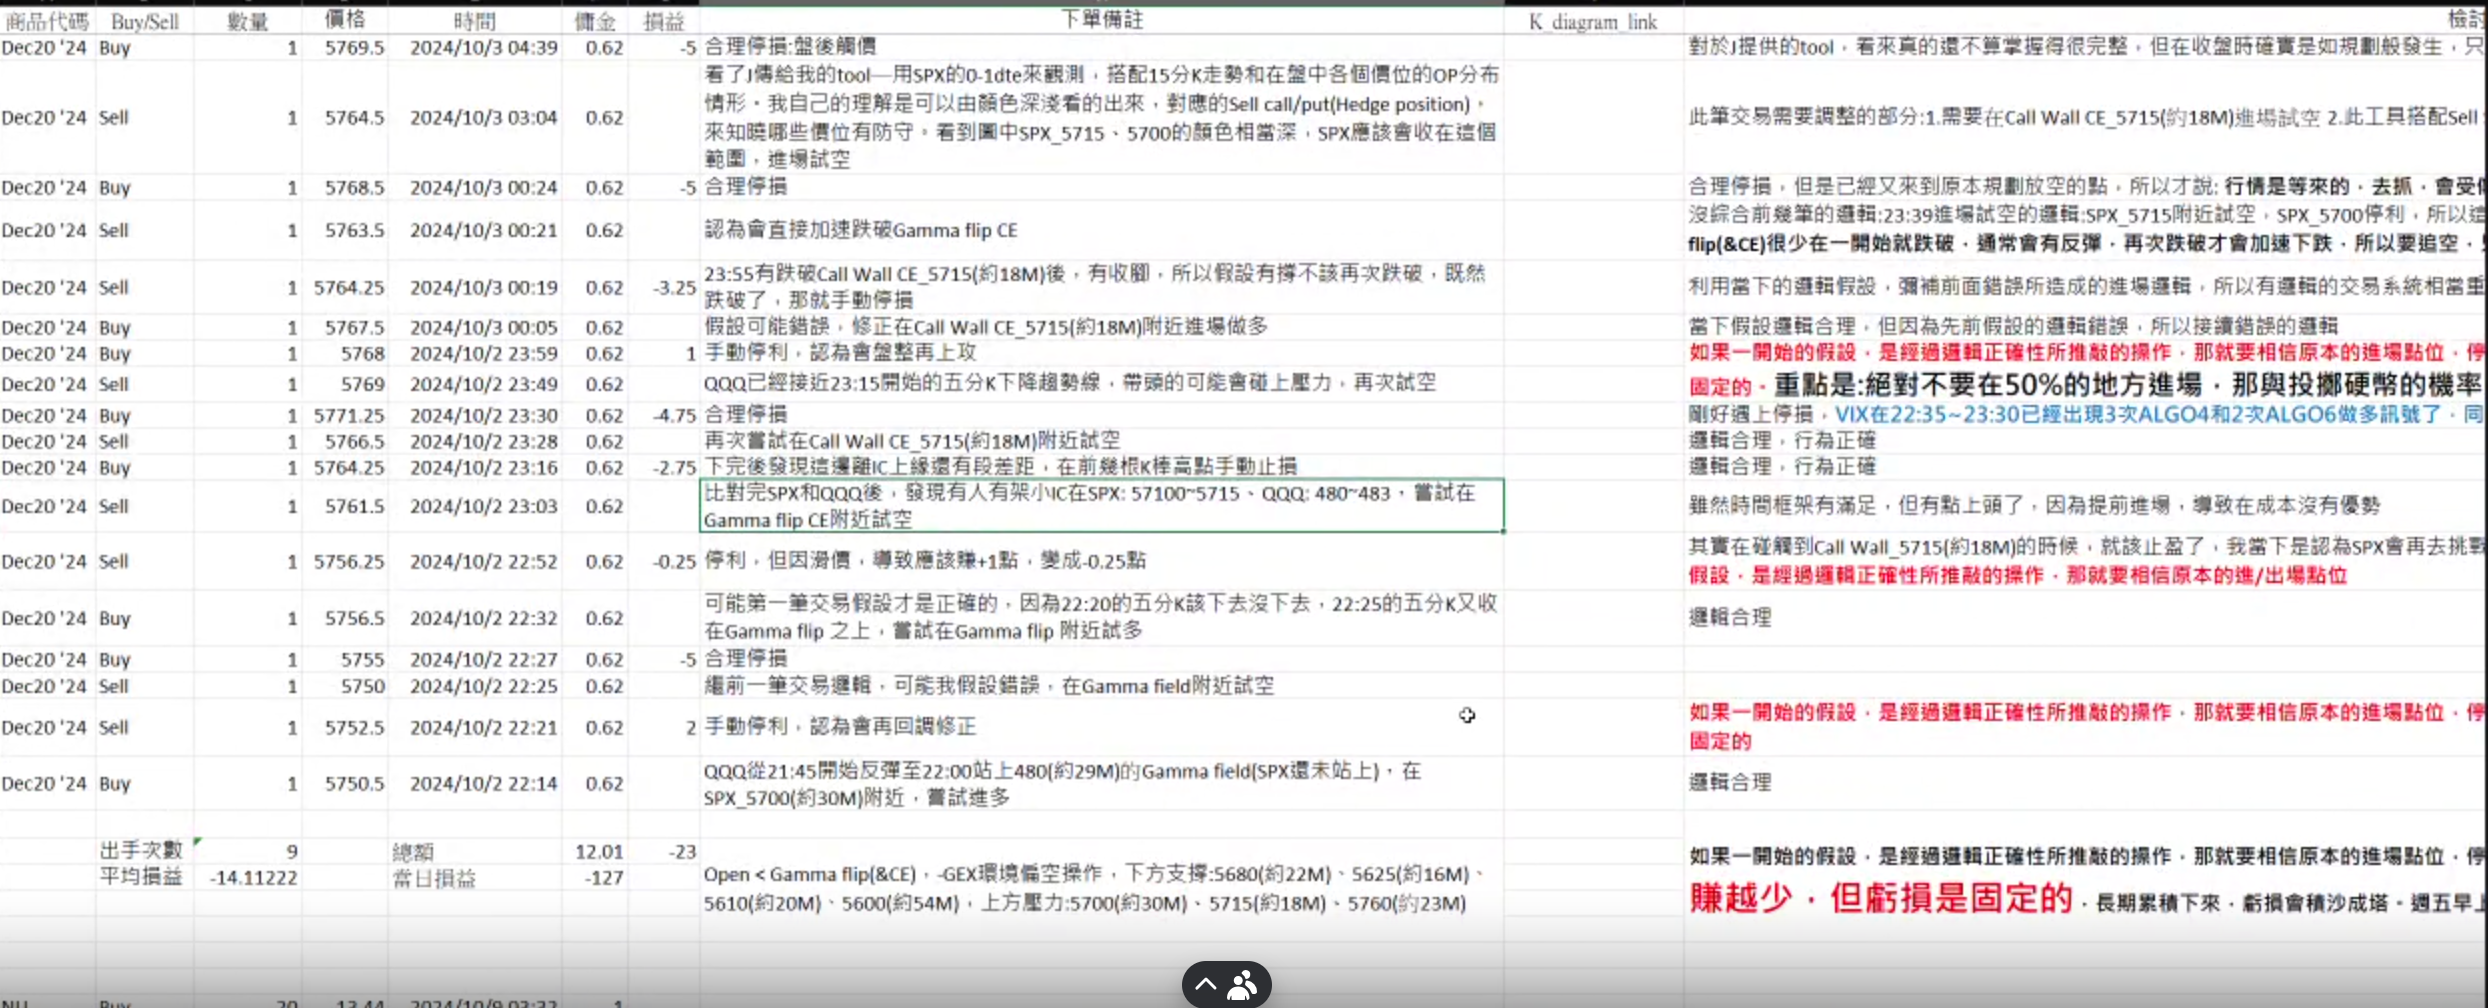 商品代碼 Buy/Sell 數量 價格 時間 傭金 損益 下單備註 K_diagram_link
Dec20 '24 Buy 1 5769.5 2024/10/3 04:39 0.62 -5 合理停損:盤後觸價 對於J提供的tool，看來真的還不算掌握得很完整，但在收盤時確實是如規劃般發生，只
看了J傳給我的tool—用SPX的0-1dte來觀測，搭配15分K走勢和在盤中各個價位的OP分布
情形。我自己的理解是可以由顏色深淺看的出來，對應的Sell call/put(Hedge position)，
Dec20 '24 Sell 1 5764.5 2024/10/3 03:04 0.62 此筆交易需要調整的部分:1.需要在Call Wall CE_5715(約18M)進場試空 2.此工具搭配Sell
來知曉哪些價位有防守。看到圖中SPX_5715、5700的顏色相當深，SPX應該會收在這個
範圍，進場試空
Dec20 '24 Buy 1 5768.5 2024/10/3 00:24 0.62 -5 合理停損 合理停損，但是已經又來到原本規劃放空的點，所以才說: 行情是等來的，去抓，會受
沒綜合前幾筆的邏輯:23:39進場試空的邏輯:SPX_5715附近試空，SPX_5700停利，所以這
Dec20 '24 Sell 1 5763.5 2024/10/3 00:21 0.62 認為會直接加速跌破Gamma flip CE
flip(&CE)很少在一開始就跌破，通常會有反彈，再次跌破才會加速下跌，所以要追空，
23:55有跌破Call Wall CE_5715(約18M)後，有收腳，所以假設有撐不該再次跌破，既然
Dec20 '24 Sell 1 5764.25 2024/10/3 00:19 0.62 -3.25 利用當下的邏輯假設，彌補前面錯誤所造成的進場邏輯，所以有邏輯的交易系統相當重
跌破了，那就手動停損
Dec20 '24 Buy 1 5767.5 2024/10/3 00:05 0.62 假設可能錯誤，修正在Call Wall CE_5715(約18M)附近進場做多 當下假設邏輯合理，但因為先前假設的邏輯錯誤，所以接續錯誤的邏輯
Dec20 '24 Buy 1 5768 2024/10/2 23:59 0.62 1 手動停利，認為會盤整再上攻 如果一開始的假設，是經過邏輯正確性所推敲的操作，那就要相信原本的進場點位，停
Dec20 '24 Sell 1 5769 2024/10/2 23:49 0.62 QQQ已經接近23:15開始的五分K下降趨勢線，帶頭的可能會碰上壓力，再次試空 固定的。重點是:絕對不要在50%的地方進場，那與投擲硬幣的機率
Dec20 '24 Buy 1 5771.25 2024/10/2 23:30 0.62 -4.75 合理停損 剛好遇上停損，VIX在22:35~23:30已經出現3次ALGO4和2次ALGO6做多訊號了，同
Dec20 '24 Sell 1 5766.5 2024/10/2 23:28 0.62 再次嘗試在Call Wall CE_5715(約18M)附近試空 邏輯合理，行為正確
Dec20 '24 Buy 1 5764.25 2024/10/2 23:16 0.62 -2.75 下完後發現這邊離IC上緣還有段差距，在前幾根K棒高點手動止損 邏輯合理，行為正確
比對完SPX和QQQ後，發現有人有架小IC在SPX: 57100~5715、QQQ: 480~483，嘗試在
Dec20 '24 Sell 1 5761.5 2024/10/2 23:03 0.62 雖然時間框架有滿足，但有點上頭了，因為提前進場，導致在成本沒有優勢
Gamma flip CE附近試空
其實在碰觸到Call Wall_5715(約18M)的時候，就該止盈了，我當下是認為SPX會再去挑戰
Dec20 '24 Sell 1 5756.25 2024/10/2 22:52 0.62 -0.25 停利，但因滑價，導致應該賺+1點，變成-0.25點
假設，是經過邏輯正確性所推敲的操作，那就要相信原本的進/出場點位
可能第一筆交易假設才是正確的，因為22:20的五分K該下去沒下去，22:25的五分K又收
Dec20 '24 Buy 1 5756.5 2024/10/2 22:32 0.62 邏輯合理
在Gamma flip 之上，嘗試在Gamma flip 附近試多
Dec20 '24 Buy 1 5755 2024/10/2 22:27 0.62 -5 合理停損
Dec20 '24 Sell 1 5750 2024/10/2 22:25 0.62 繼前一筆交易邏輯，可能我假設錯誤，在Gamma field附近試空
如果一開始的假設，是經過邏輯正確性所推敲的操作，那就要相信原本的進場點位，停
Dec20 '24 Sell 1 5752.5 2024/10/2 22:21 0.62 2 手動停利，認為會再回調修正
固定的
QQQ從21:45開始反彈至22:00站上480(約29M)的Gamma field(SPX還未站上)，在
Dec20 '24 Buy 1 5750.5 2024/10/2 22:14 0.62 邏輯合理
SPX_5700(約30M)附近，嘗試進多
出手次數 9 總額 12.01 -23 如果一開始的假設，是經過邏輯正確性所推敲的操作，那就要相信原本的進場點位，停
平均損益 -14.11222 當日損益 -127
Open < Gamma flip(&CE)，-GEX環境偏空操作，下方支撐:5680(約22M)、5625(約16M)、
5610(約20M)、5600(約54M)，上方壓力:5700(約30M)、5715(約18M)、5760(約23M)
賺越少，但虧損是固定的，長期累積下來，虧損會積沙成塔。週五早上